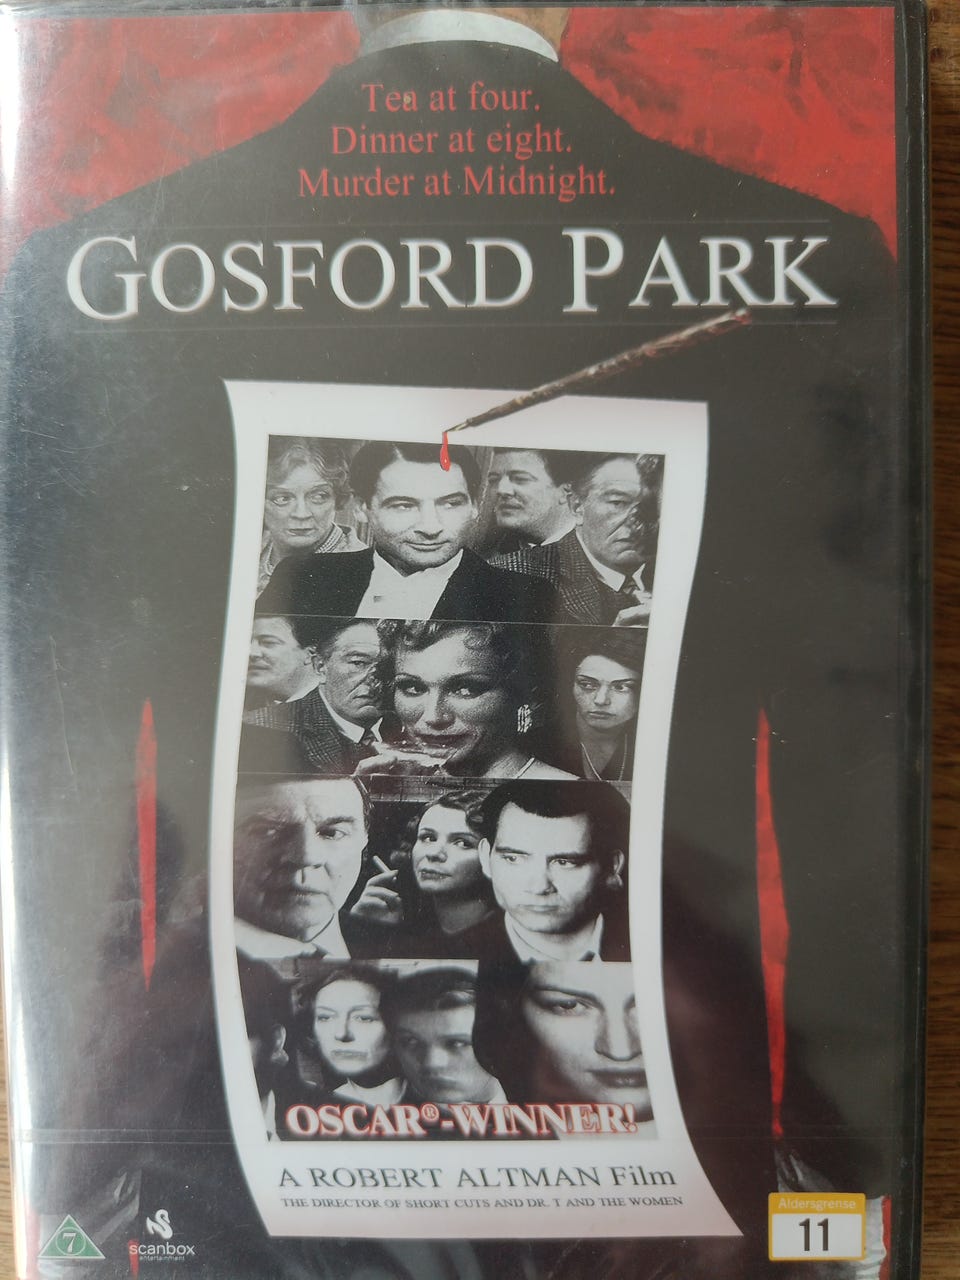 Tea at four.
Dinner at eight.
Murder at Midnight.
GOSFORD PARK
OSCAR®-WINNER!
A ROBERT ALTMAN Film
THE DIRECTOR OF SHORT CUTS AND DR. T AND THE WOMEN
7
scanbox
entertainment
Aldersgrense
11